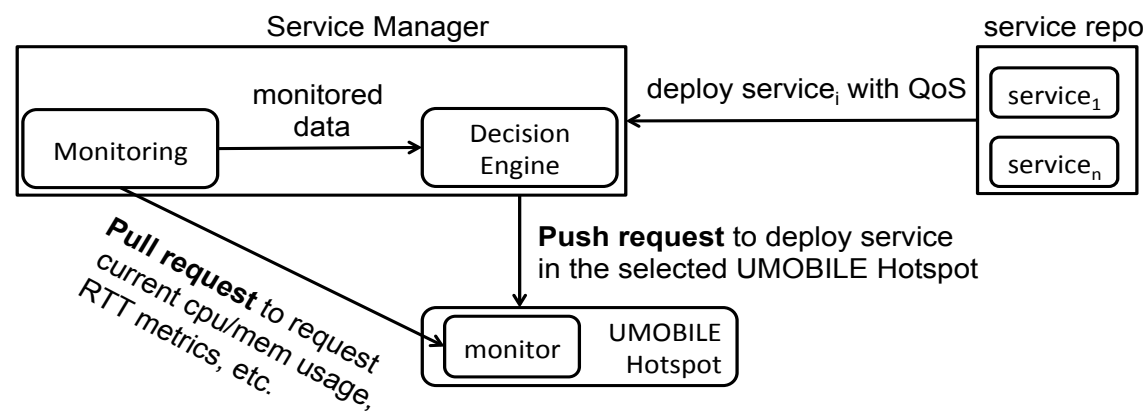 Service Manager
service repo
monitored
data
deploy serviceᵢ with QoS
service₁
Monitoring
Decision
Engine
serviceₙ
Pull request to request
current cpu/mem usage,
RTT metrics, etc.
Push request to deploy service
in the selected UMOBILE Hotspot
monitor
UMOBILE
Hotspot